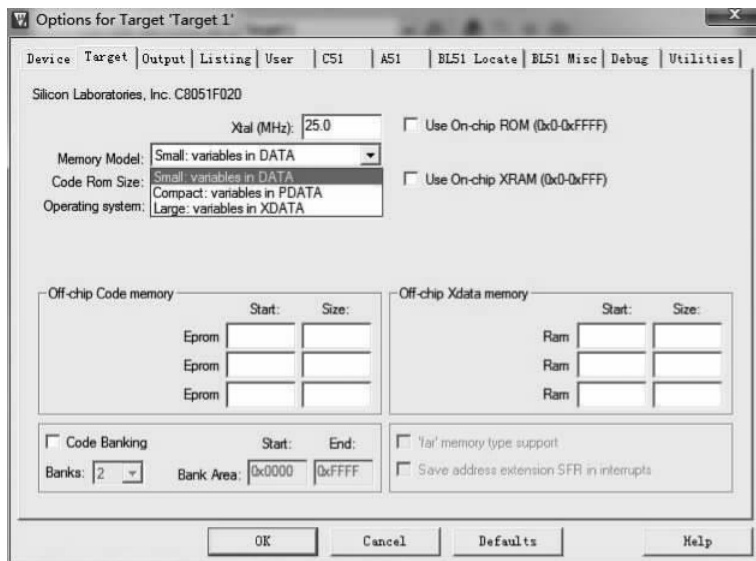 Options for Target 'Target 1'
Device Target Output Listing User C51 A51 BL51 Locate BL51 Misc Debug Utilities
Silicon Laboratories, Inc. C8051F020
Xtal (MHz): 25.0
Use On-chip ROM (0x0-0xFFFF)
Memory Model: Small: variables in DATA
Small: variables in DATA
Code Rom Size:
Use On-chip XRAM (0x0-0xFFF)
Compact: variables in PDATA
Operating system:
Large: variables in XDATA
Off-chip Code memory
Start: Size:
Eprom
Eprom
Eprom
Off-chip Xdata memory
Start: Size:
Ram
Ram
Ram
Code Banking Start: End:
Banks: 2 Bank Area: 0x0000 0xFFFF
'far' memory type support
Save address extension SFR in interrupts
OK Cancel Defaults Help